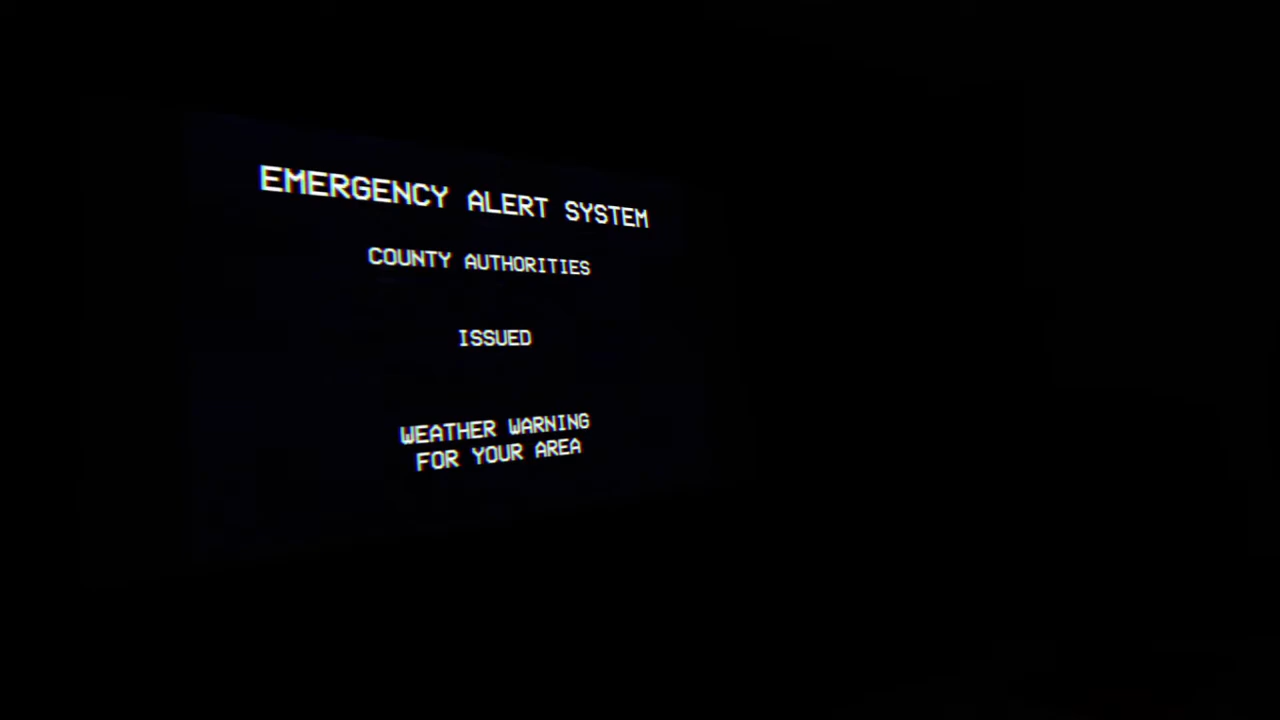 EMERGENCY ALERT SYSTEM
COUNTY AUTHORITIES
ISSUED
WEATHER WARNING
FOR YOUR AREA